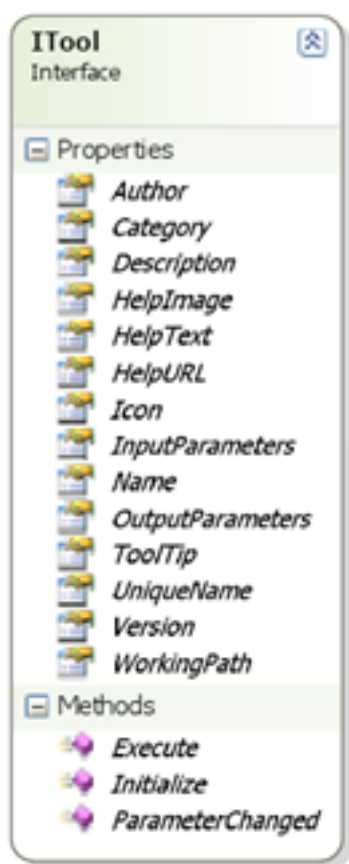 ITool
Interface
Properties
Author
Category
Description
HelpImage
HelpText
HelpURL
Icon
InputParameters
Name
OutputParameters
ToolTip
UniqueName
Version
WorkingPath
Methods
Execute
Initialize
ParameterChanged